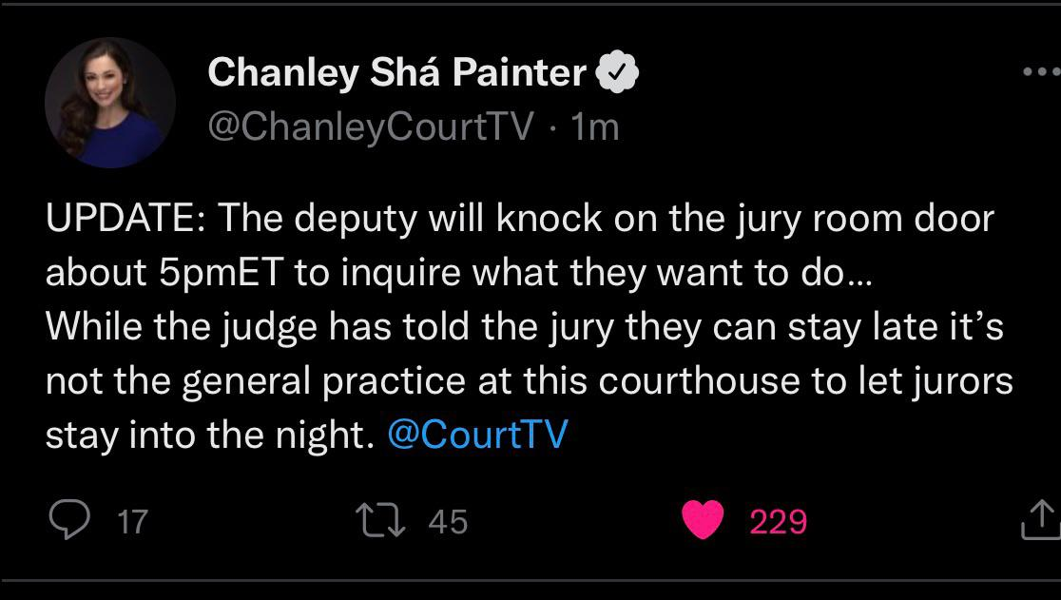 Chanley Shá Painter
@ChanleyCourtTV · 1m
UPDATE: The deputy will knock on the jury room door
about 5pmET to inquire what they want to do...
While the judge has told the jury they can stay late it’s
not the general practice at this courthouse to let jurors
stay into the night. @CourtTV
17 45 229